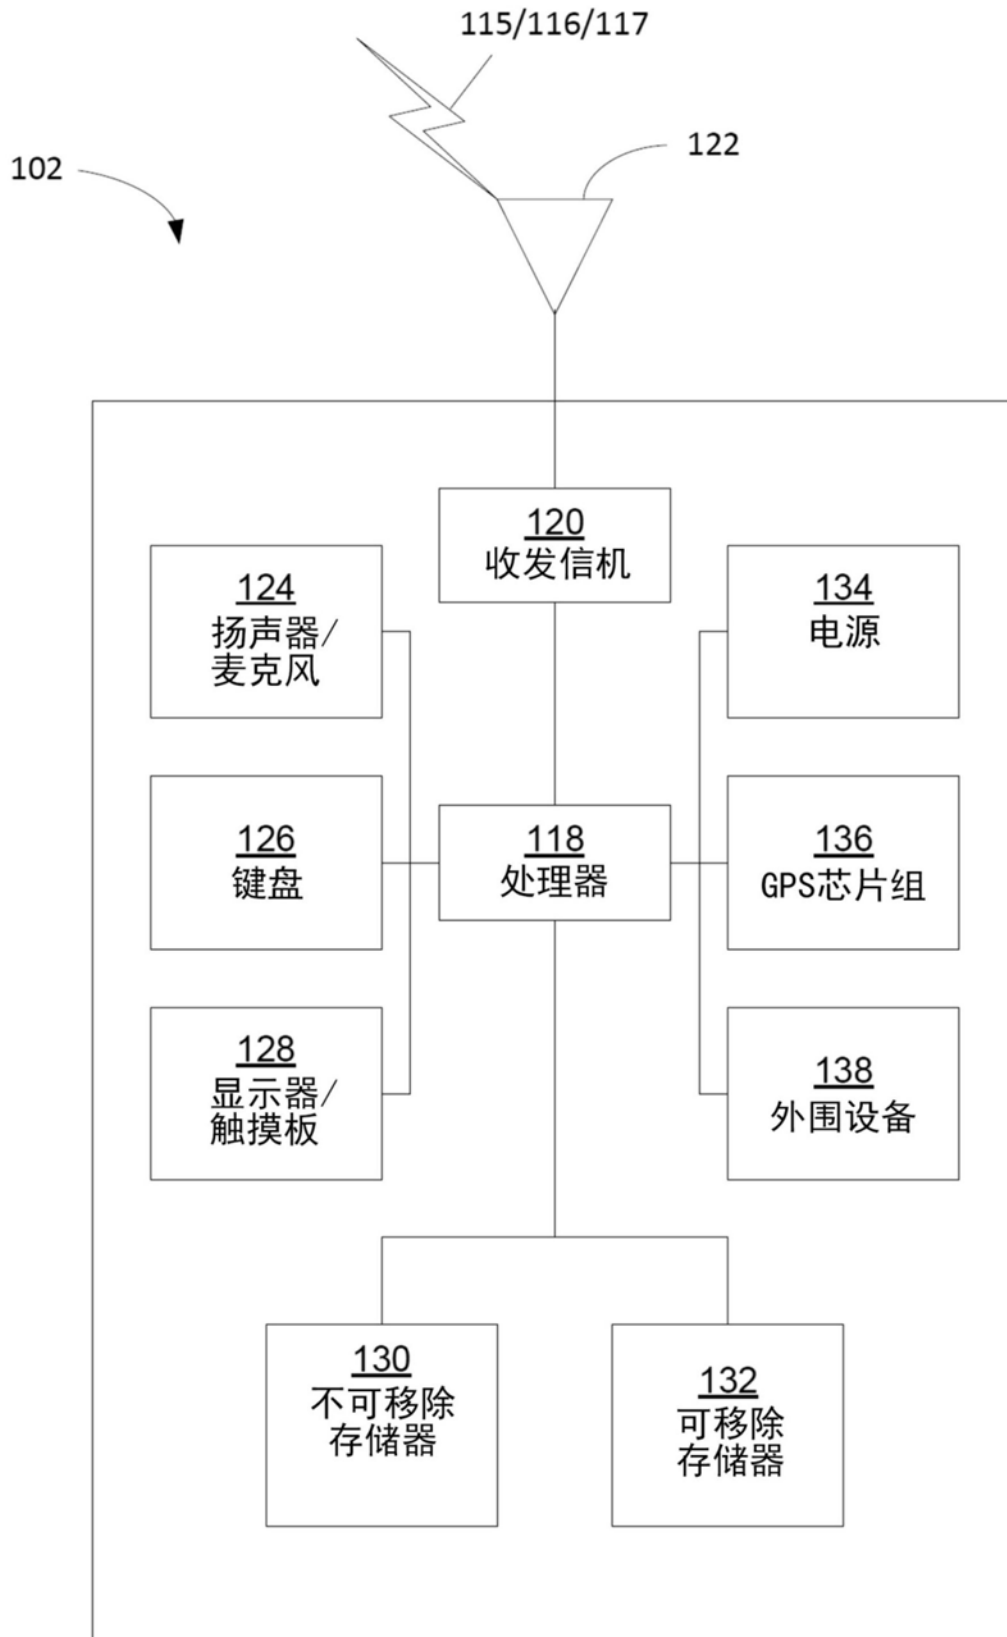 115/116/117
122
102
120
收发信机
124
扬声器/
麦克风
134
电源
126
键盘
118
处理器
136
GPS芯片组
128
显示器/
触摸板
138
外围设备
130
不可移除
存储器
132
可移除
存储器